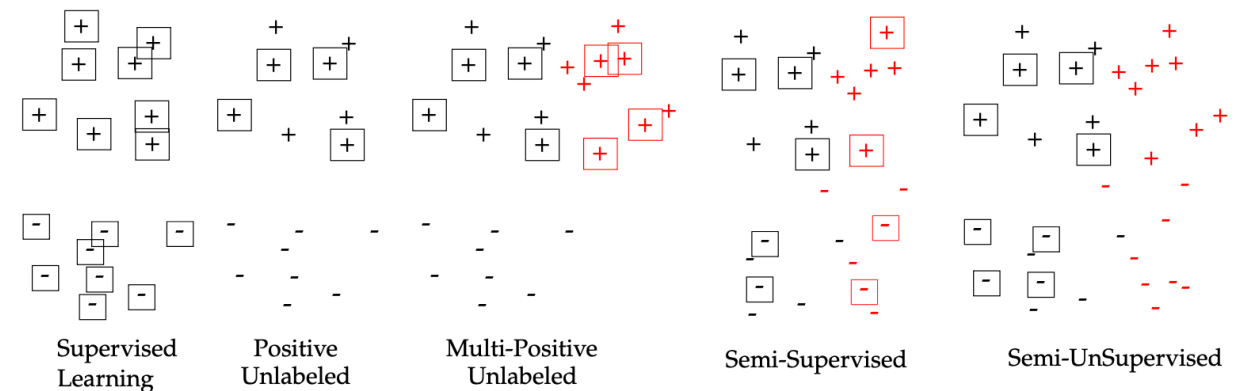 Supervised
Learning
Positive
Unlabeled
Multi-Positive
Unlabeled
Semi-Supervised
Semi-UnSupervised